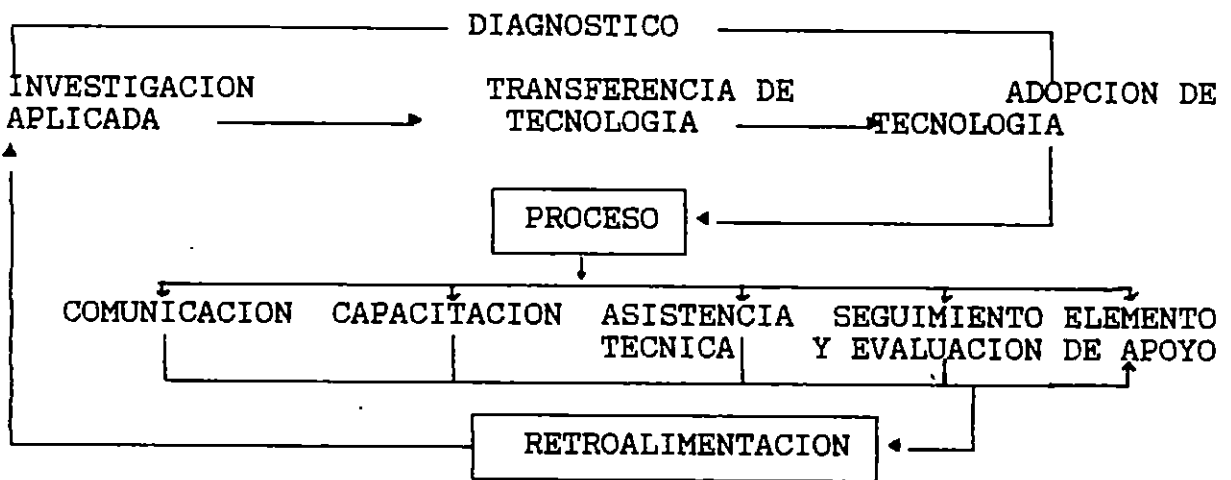 DIAGNOSTICO
INVESTIGACION TRANSFERENCIA DE ADOPCION DE
APLICADA TECNOLOGIA TECNOLOGIA
PROCESO
COMUNICACION CAPACITACION ASISTENCIA SEGUIMIENTO ELEMENTO
TECNICA Y EVALUACION DE APOYO
RETROALIMENTACION